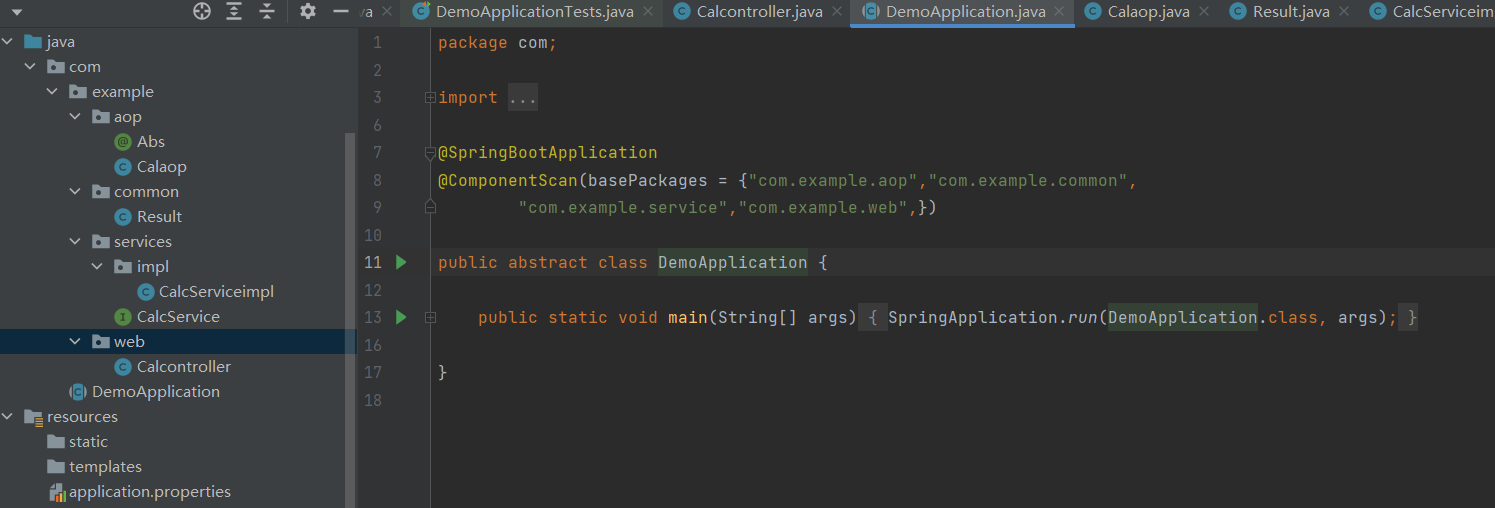 va
DemoApplicationTests.java
Calcontroller.java
DemoApplication.java
Calaop.java
Result.java
CalcServiceim
java
com
example
aop
Abs
Calaop
common
Result
services
impl
CalcServiceimpl
CalcService
web
Calcontroller
DemoApplication
resources
static
templates
application.properties
1 package com;
2
3 import ...
6
7 @SpringBootApplication
8 @ComponentScan(basePackages = {"com.example.aop","com.example.common",
9 "com.example.service","com.example.web",})
10
11 public abstract class DemoApplication {
12
13 public static void main(String[] args) { SpringApplication.run(DemoApplication.class, args); }
16
17 }
18